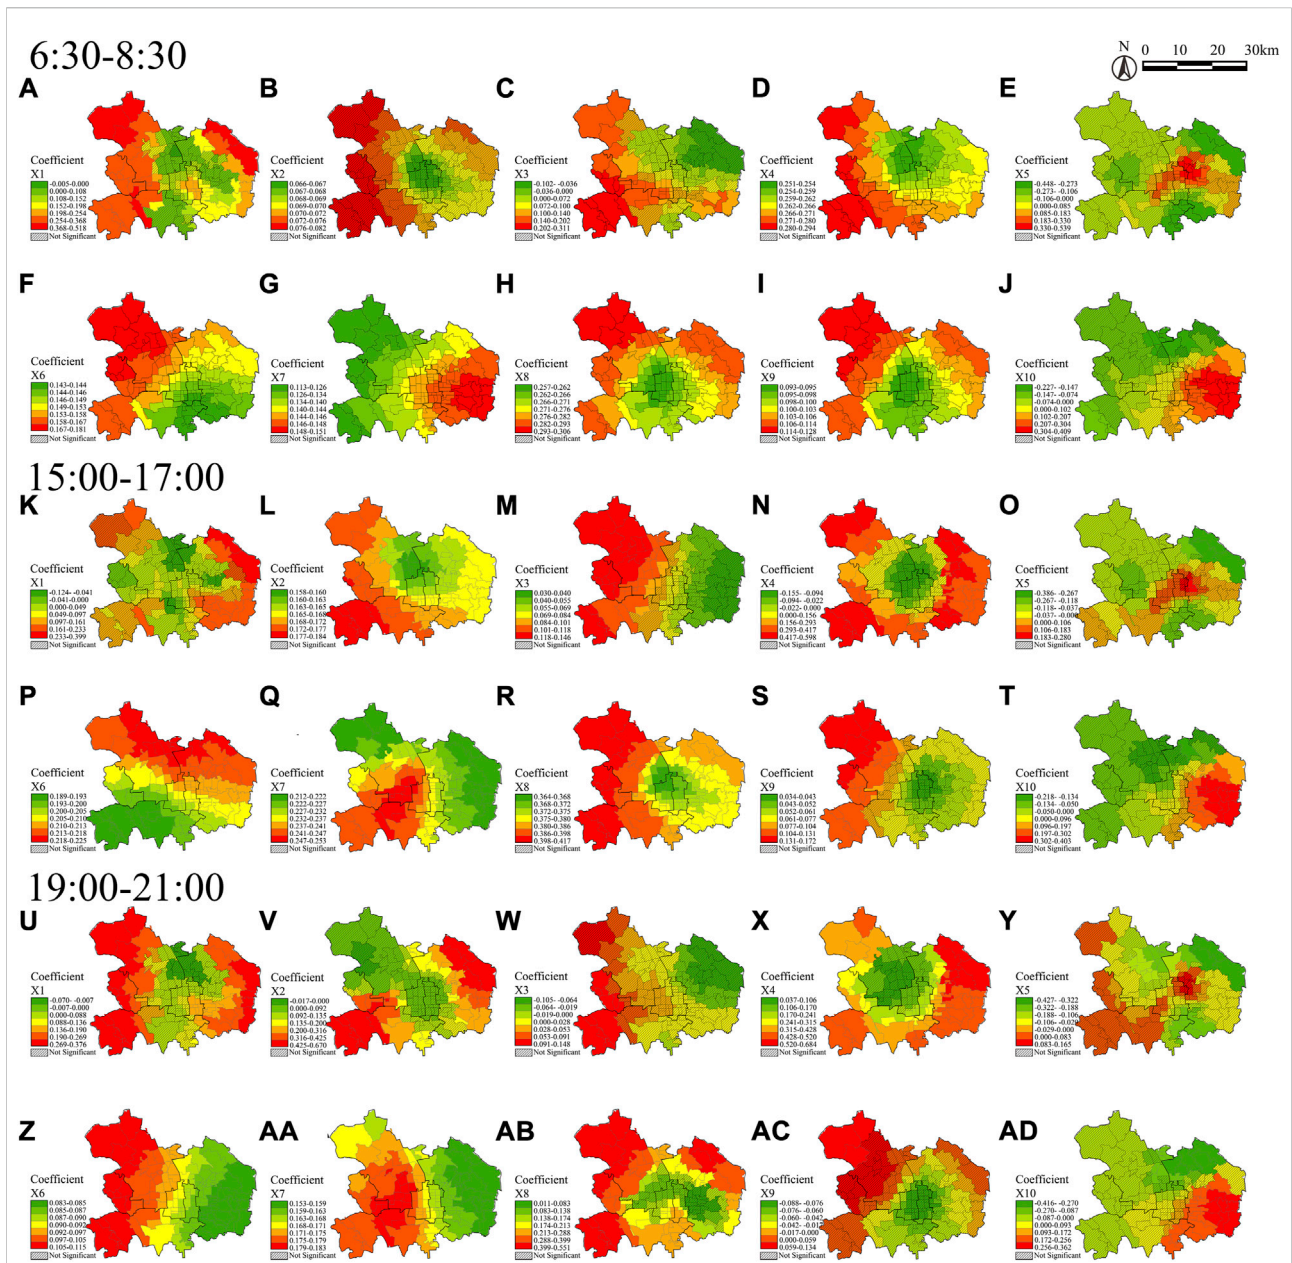 6:30-8:30
N 0 10 20 30km
A B C D E
Coefficient
X1
-0.005-0.000
0.000-0.108
0.108-0.152
0.152-0.198
0.198-0.254
0.254-0.368
0.368-0.518
Not Significant
Coefficient
X2
0.066-0.067
0.067-0.068
0.068-0.069
0.069-0.070
0.070-0.072
0.072-0.076
0.076-0.082
Not Significant
Coefficient
X3
-0.102- -0.036
-0.036-0.000
0.000-0.072
0.072-0.100
0.100-0.140
0.140-0.202
0.202-0.311
Not Significant
Coefficient
X4
0.251-0.254
0.254-0.259
0.259-0.262
0.262-0.266
0.266-0.271
0.271-0.280
0.280-0.294
Not Significant
Coefficient
X5
-0.448- -0.273
-0.273- -0.106
-0.106-0.000
0.000-0.085
0.085-0.183
0.183-0.330
0.330-0.539
Not Significant
F G H I J
Coefficient
X6
0.143-0.144
0.144-0.146
0.146-0.149
0.149-0.153
0.153-0.158
0.158-0.167
0.167-0.181
Not Significant
Coefficient
X7
0.113-0.126
0.126-0.134
0.134-0.140
0.140-0.144
0.144-0.146
0.146-0.148
0.148-0.151
Not Significant
Coefficient
X8
0.257-0.262
0.262-0.266
0.266-0.271
0.271-0.276
0.276-0.282
0.282-0.293
0.293-0.306
Not Significant
Coefficient
X9
0.093-0.095
0.095-0.098
0.098-0.100
0.100-0.103
0.103-0.106
0.106-0.114
0.114-0.128
Not Significant
Coefficient
X10
-0.227- -0.147
-0.147- -0.074
-0.074-0.000
0.000-0.102
0.102-0.207
0.207-0.304
0.304-0.409
Not Significant
15:00-17:00
K L M N O
Coefficient
X1
-0.124- -0.041
-0.041-0.000
0.000-0.049
0.049-0.097
0.097-0.161
0.161-0.233
0.233-0.399
Not Significant
Coefficient
X2
0.158-0.160
0.160-0.163
0.163-0.165
0.165-0.168
0.168-0.172
0.172-0.177
0.177-0.184
Not Significant
Coefficient
X3
0.030-0.040
0.040-0.055
0.055-0.069
0.069-0.084
0.084-0.101
0.101-0.118
0.118-0.146
Not Significant
Coefficient
X4
-0.155- -0.094
-0.094- -0.022
-0.022- 0.000
0.000-0.156
0.156-0.293
0.293-0.417
0.417-0.598
Not Significant
Coefficient
X5
-0.386- -0.267
-0.267- -0.118
-0.118- -0.037
0.000-0.106
0.106-0.183
0.183-0.280
Not Significant
P Q R S T
Coefficient
X6
0.189-0.193
0.193-0.200
0.200-0.205
0.205-0.210
0.210-0.213
0.213-0.218
0.218-0.225
Not Significant
Coefficient
X7
0.212-0.222
0.222-0.227
0.227-0.232
0.232-0.237
0.237-0.241
0.241-0.247
0.247-0.253
Not Significant
Coefficient
X8
0.364-0.368
0.368-0.372
0.372-0.375
0.375-0.380
0.380-0.386
0.386-0.398
0.398-0.417
Not Significant
Coefficient
X9
0.034-0.043
0.043-0.052
0.052-0.061
0.061-0.077
0.077-0.104
0.104-0.131
0.131-0.172
Not Significant
Coefficient
X10
-0.218- -0.134
-0.134- -0.050
-0.050-0.000
0.000-0.096
0.096-0.197
0.197-0.302
0.302-0.403
Not Significant
19:00-21:00
U V W X Y
Coefficient
X1
-0.070- -0.007
-0.007-0.000
0.000-0.088
0.088-0.136
0.136-0.190
0.190-0.269
0.269-0.376
Not Significant
Coefficient
X2
-0.017-0.000
0.000-0.092
0.092-0.135
0.135-0.200
0.200-0.316
0.316-0.425
0.425-0.670
Not Significant
Coefficient
X3
-0.105- -0.064
-0.064- -0.019
-0.019-0.000
0.000-0.028
0.028-0.053
0.053-0.091
0.091-0.148
Not Significant
Coefficient
X4
0.037-0.106
0.106-0.170
0.170-0.241
0.241-0.315
0.315-0.428
0.428-0.520
0.520-0.684
Not Significant
Coefficient
X5
-0.427- -0.322
-0.322- -0.188
-0.188- -0.106
-0.106- -0.029
-0.029-0.000
0.000-0.083
0.083-0.165
Not Significant
Z AA AB AC AD
Coefficient
X6
0.083-0.085
0.085-0.087
0.087-0.090
0.090-0.092
0.092-0.097
0.097-0.105
0.105-0.115
Not Significant
Coefficient
X7
0.153-0.159
0.159-0.163
0.163-0.168
0.168-0.171
0.171-0.175
0.175-0.179
0.179-0.183
Not Significant
Coefficient
X8
0.011-0.083
0.083-0.138
0.138-0.174
0.174-0.213
0.213-0.288
0.288-0.399
0.399-0.551
Not Significant
Coefficient
X9
-0.088- -0.076
-0.076- -0.060
-0.060- -0.042
-0.042- -0.017
-0.017-0.000
0.000-0.059
0.059-0.134
Not Significant
Coefficient
X10
-0.416- -0.270
-0.270- -0.087
-0.087-0.000
0.000-0.093
0.093-0.172
0.172-0.256
0.256-0.362
Not Significant